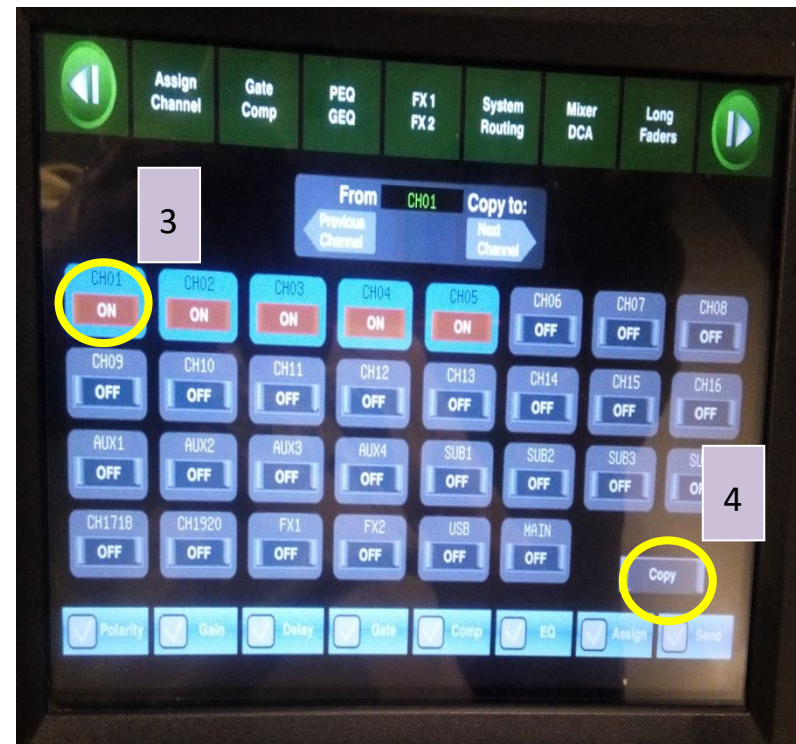 Assign Channel
Gate Comp
PEQ GEQ
FX 1 FX 2
System Routing
Mixer DCA
Long Faders
3
From CH01 Copy to:
Previous Channel
Next Channel
CH01 CH02 CH03 CH04 CH05 CH06 CH07 CH08
ON ON ON ON ON OFF OFF OFF
CH09 CH10 CH11 CH12 CH13 CH14 CH15 CH16
OFF OFF OFF OFF OFF OFF OFF OFF
AUX1 AUX2 AUX3 AUX4 SUB1 SUB2 SUB3
OFF OFF OFF OFF OFF OFF OFF
4
CH1718 CH1920 FX1 FX2 USB MAIN
OFF OFF OFF OFF OFF OFF
Copy
Polarity Gain Delay Gate Comp EQ Assign Send